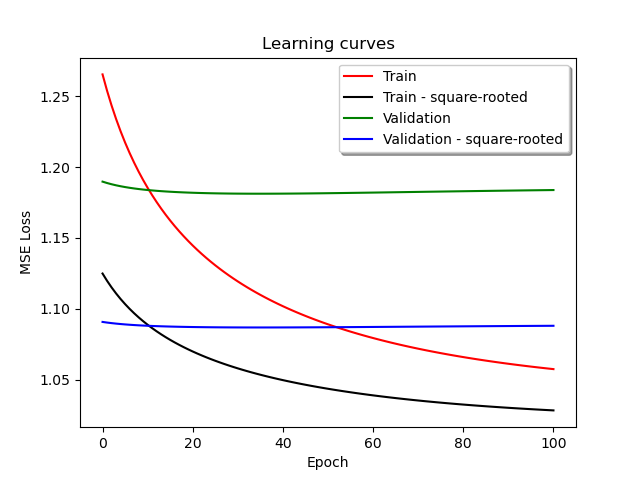 Learning curves
Train
Train - square-rooted
Validation
Validation - square-rooted
MSE Loss
1.25
1.20
1.15
1.10
1.05
0 20 40 60 80 100
Epoch